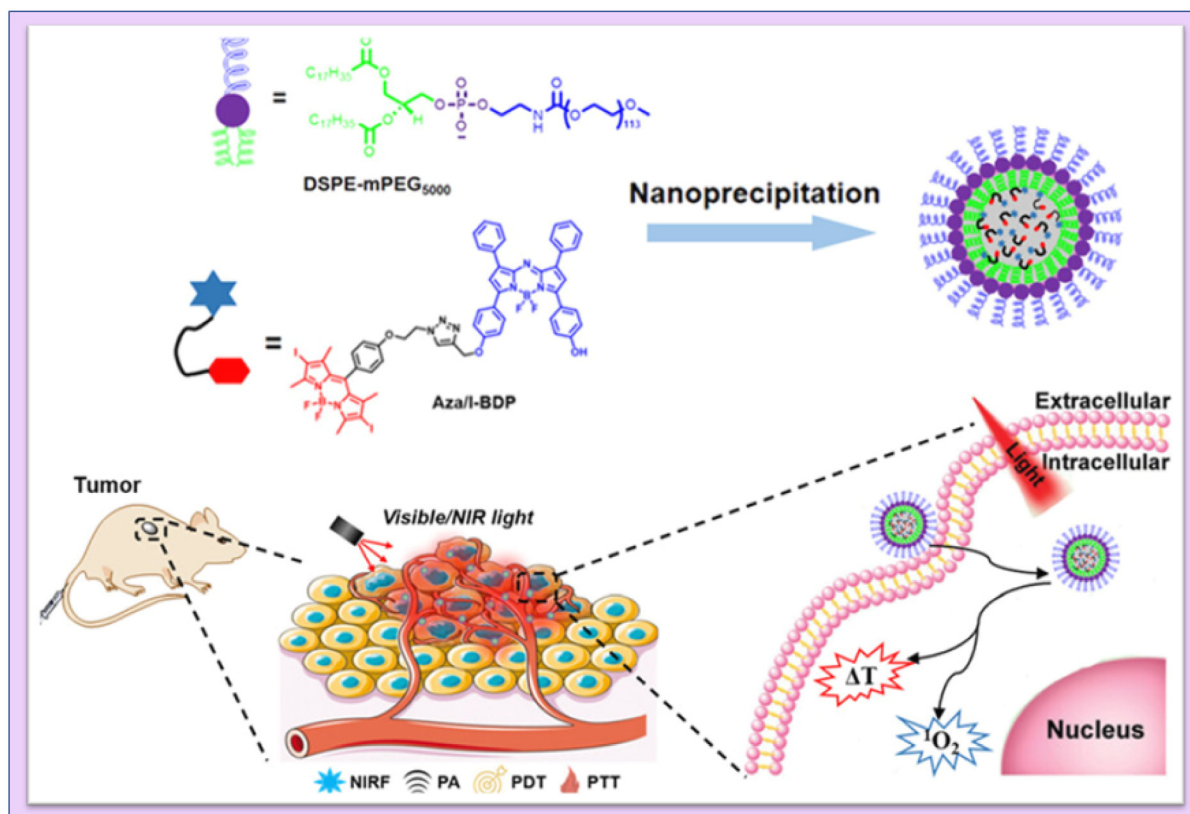 C17H35
O
O
C17H35
O
O
H
O
O
P
O
O
N
H
O
O
O
113
DSPE-mPEG5000
Nanoprecipitation
N
N
B
N
F
F
N
N
N
O
O
OH
I
N
B
N
F
F
I
Aza/I-BDP
Tumor
Visible/NIR light
Extracellular
Light
Intracellular
ΔT
1O2
Nucleus
NIRF
PA
PDT
PTT